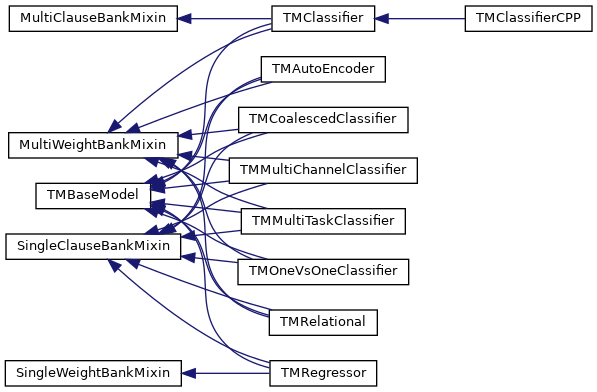 MultiClauseBankMixin
TMClassifier
TMClassifierCPP
TMAutoEncoder
TMCoalescedClassifier
MultiWeightBankMixin
TMMultiChannelClassifier
TMBaseModel
TMMultiTaskClassifier
SingleClauseBankMixin
TMOneVsOneClassifier
TMRelational
SingleWeightBankMixin
TMRegressor